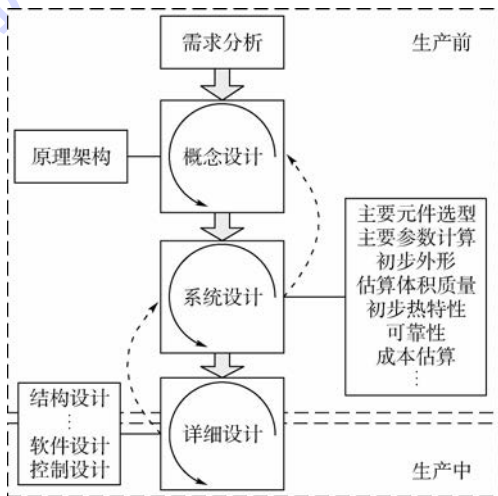 需求分析
生产前
原理架构
概念设计
主要元件选型
主要参数计算
初步外形
估算体积质量
初步热特性
可靠性
成本估算
⋮
系统设计
结构设计
⋮
软件设计
控制设计
详细设计
生产中